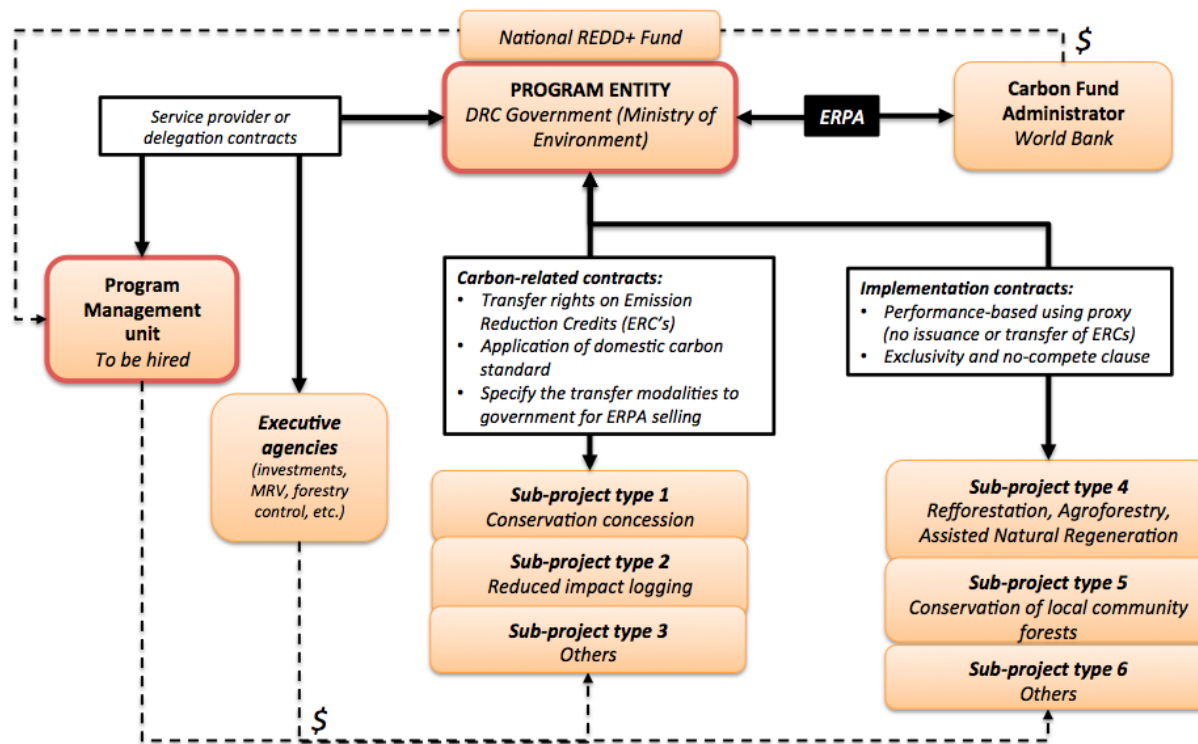 National REDD+ Fund
$
PROGRAM ENTITY
DRC Government (Ministry of
Environment)
ERPA
Carbon Fund
Administrator
World Bank
Service provider or
delegation contracts
Program
Management
unit
To be hired
Executive
agencies
(investments,
MRV, forestry
control, etc.)
Carbon-related contracts:
• Transfer rights on Emission
Reduction Credits (ERC's)
• Application of domestic carbon
standard
• Specify the transfer modalities to
government for ERPA selling
Implementation contracts:
• Performance-based using proxy
(no issuance or transfer of ERCs)
• Exclusivity and no-compete clause
Sub-project type 1
Conservation concession
Sub-project type 2
Reduced impact logging
Sub-project type 3
Others
Sub-project type 4
Refforestation, Agroforestry,
Assisted Natural Regeneration
Sub-project type 5
Conservation of local community
forests
Sub-project type 6
Others
$